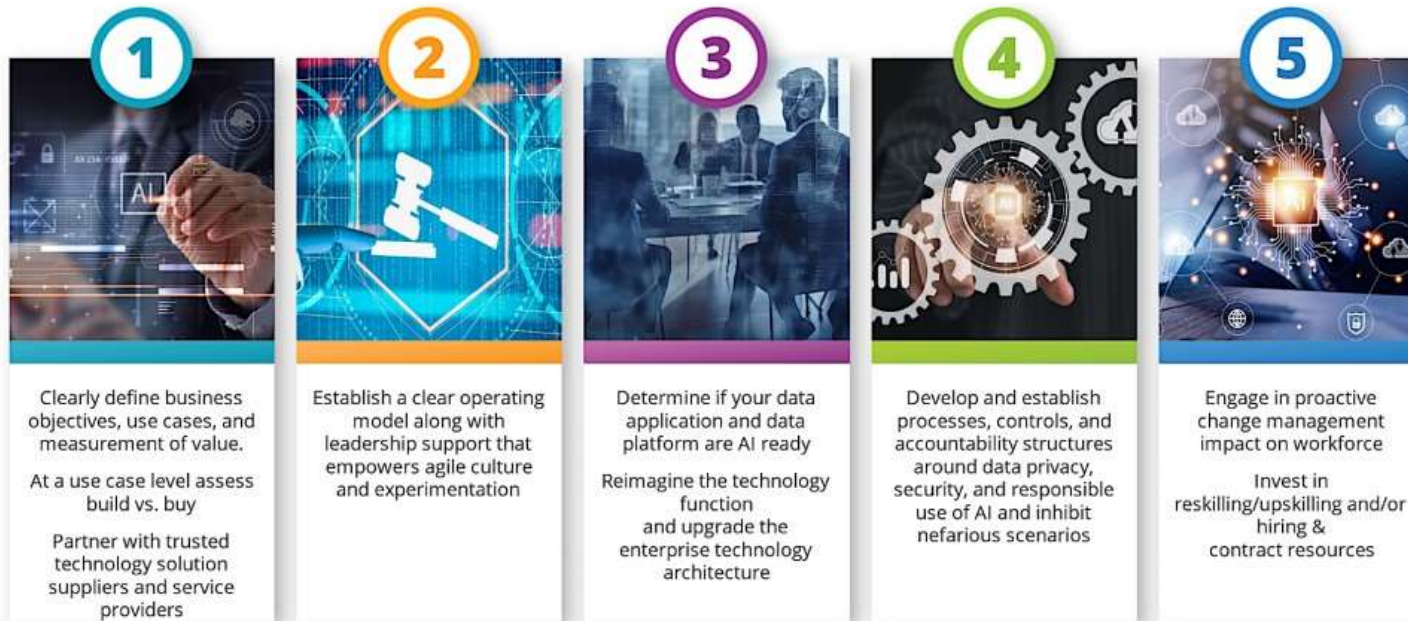 1
Clearly define business
objectives, use cases, and
measurement of value.
At a use case level assess
build vs. buy
Partner with trusted
technology solution
suppliers and service
providers
AI
2
Establish a clear operating
model along with
leadership support that
empowers agile culture
and experimentation
3
Determine if your data
application and data
platform are AI ready
Reimagine the technology
function
and upgrade the
enterprise technology
architecture
4
AI
Develop and establish
processes, controls, and
accountability structures
around data privacy,
security, and responsible
use of AI and inhibit
nefarious scenarios
5
AI
Engage in proactive
change management
impact on workforce
Invest in
reskilling/upskilling and/or
hiring &
contract resources